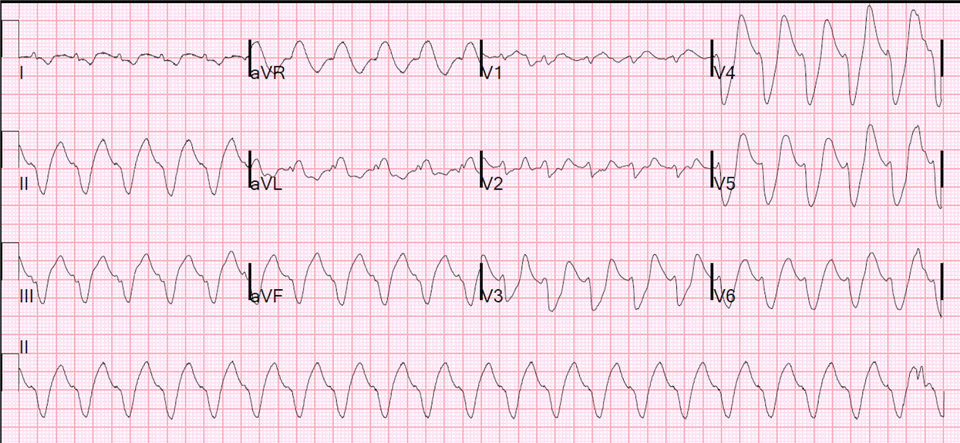 I aVR V1 V4
II aVL V2 V5
III aVF V3 V6
II